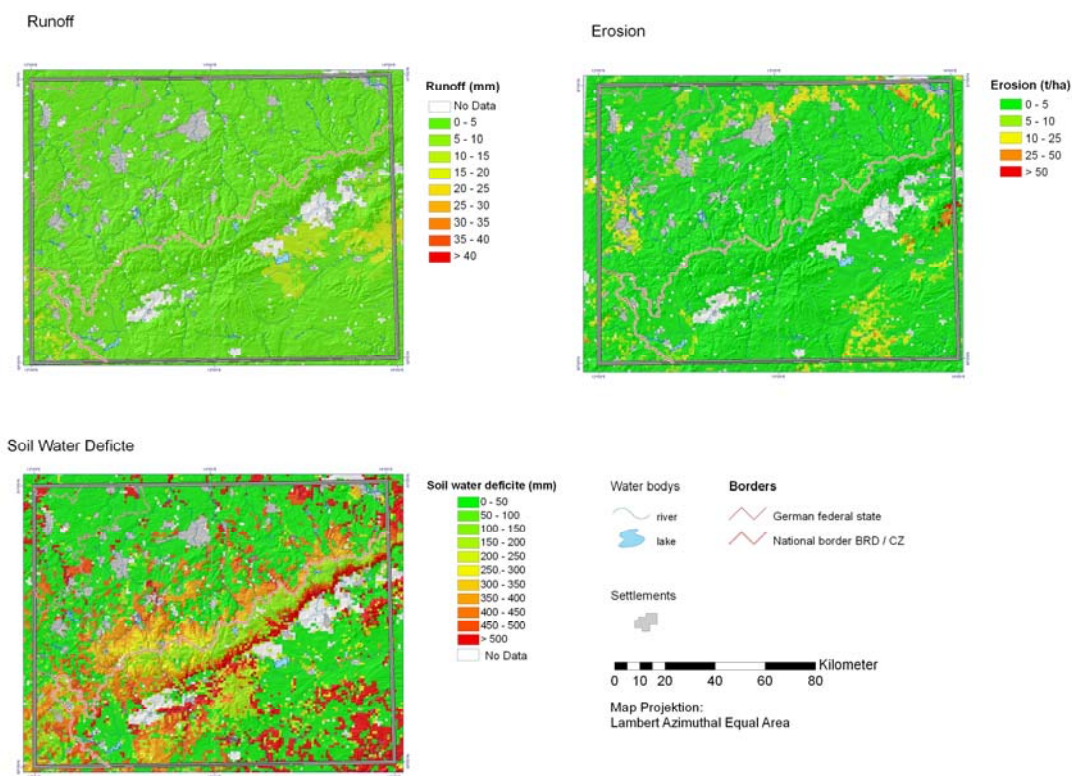 Runoff
Runoff (mm)
No Data
0 - 5
5 - 10
10 - 15
15 - 20
20 - 25
25 - 30
30 - 35
35 - 40
> 40
Erosion
Erosion (t/ha)
0 - 5
5 - 10
10 - 25
25 - 50
> 50
Soil Water Deficte
Soil water deficite (mm)
0 - 50
50 - 100
100 - 150
150 - 200
200 - 250
250 - 300
300 - 350
350 - 400
400 - 450
450 - 500
> 500
No Data
Water bodys
river
lake
Borders
German federal state
National border BRD / CZ
Settlements
Kilometer
0 10 20 40 60 80
Map Projektion:
Lambert Azimuthal Equal Area